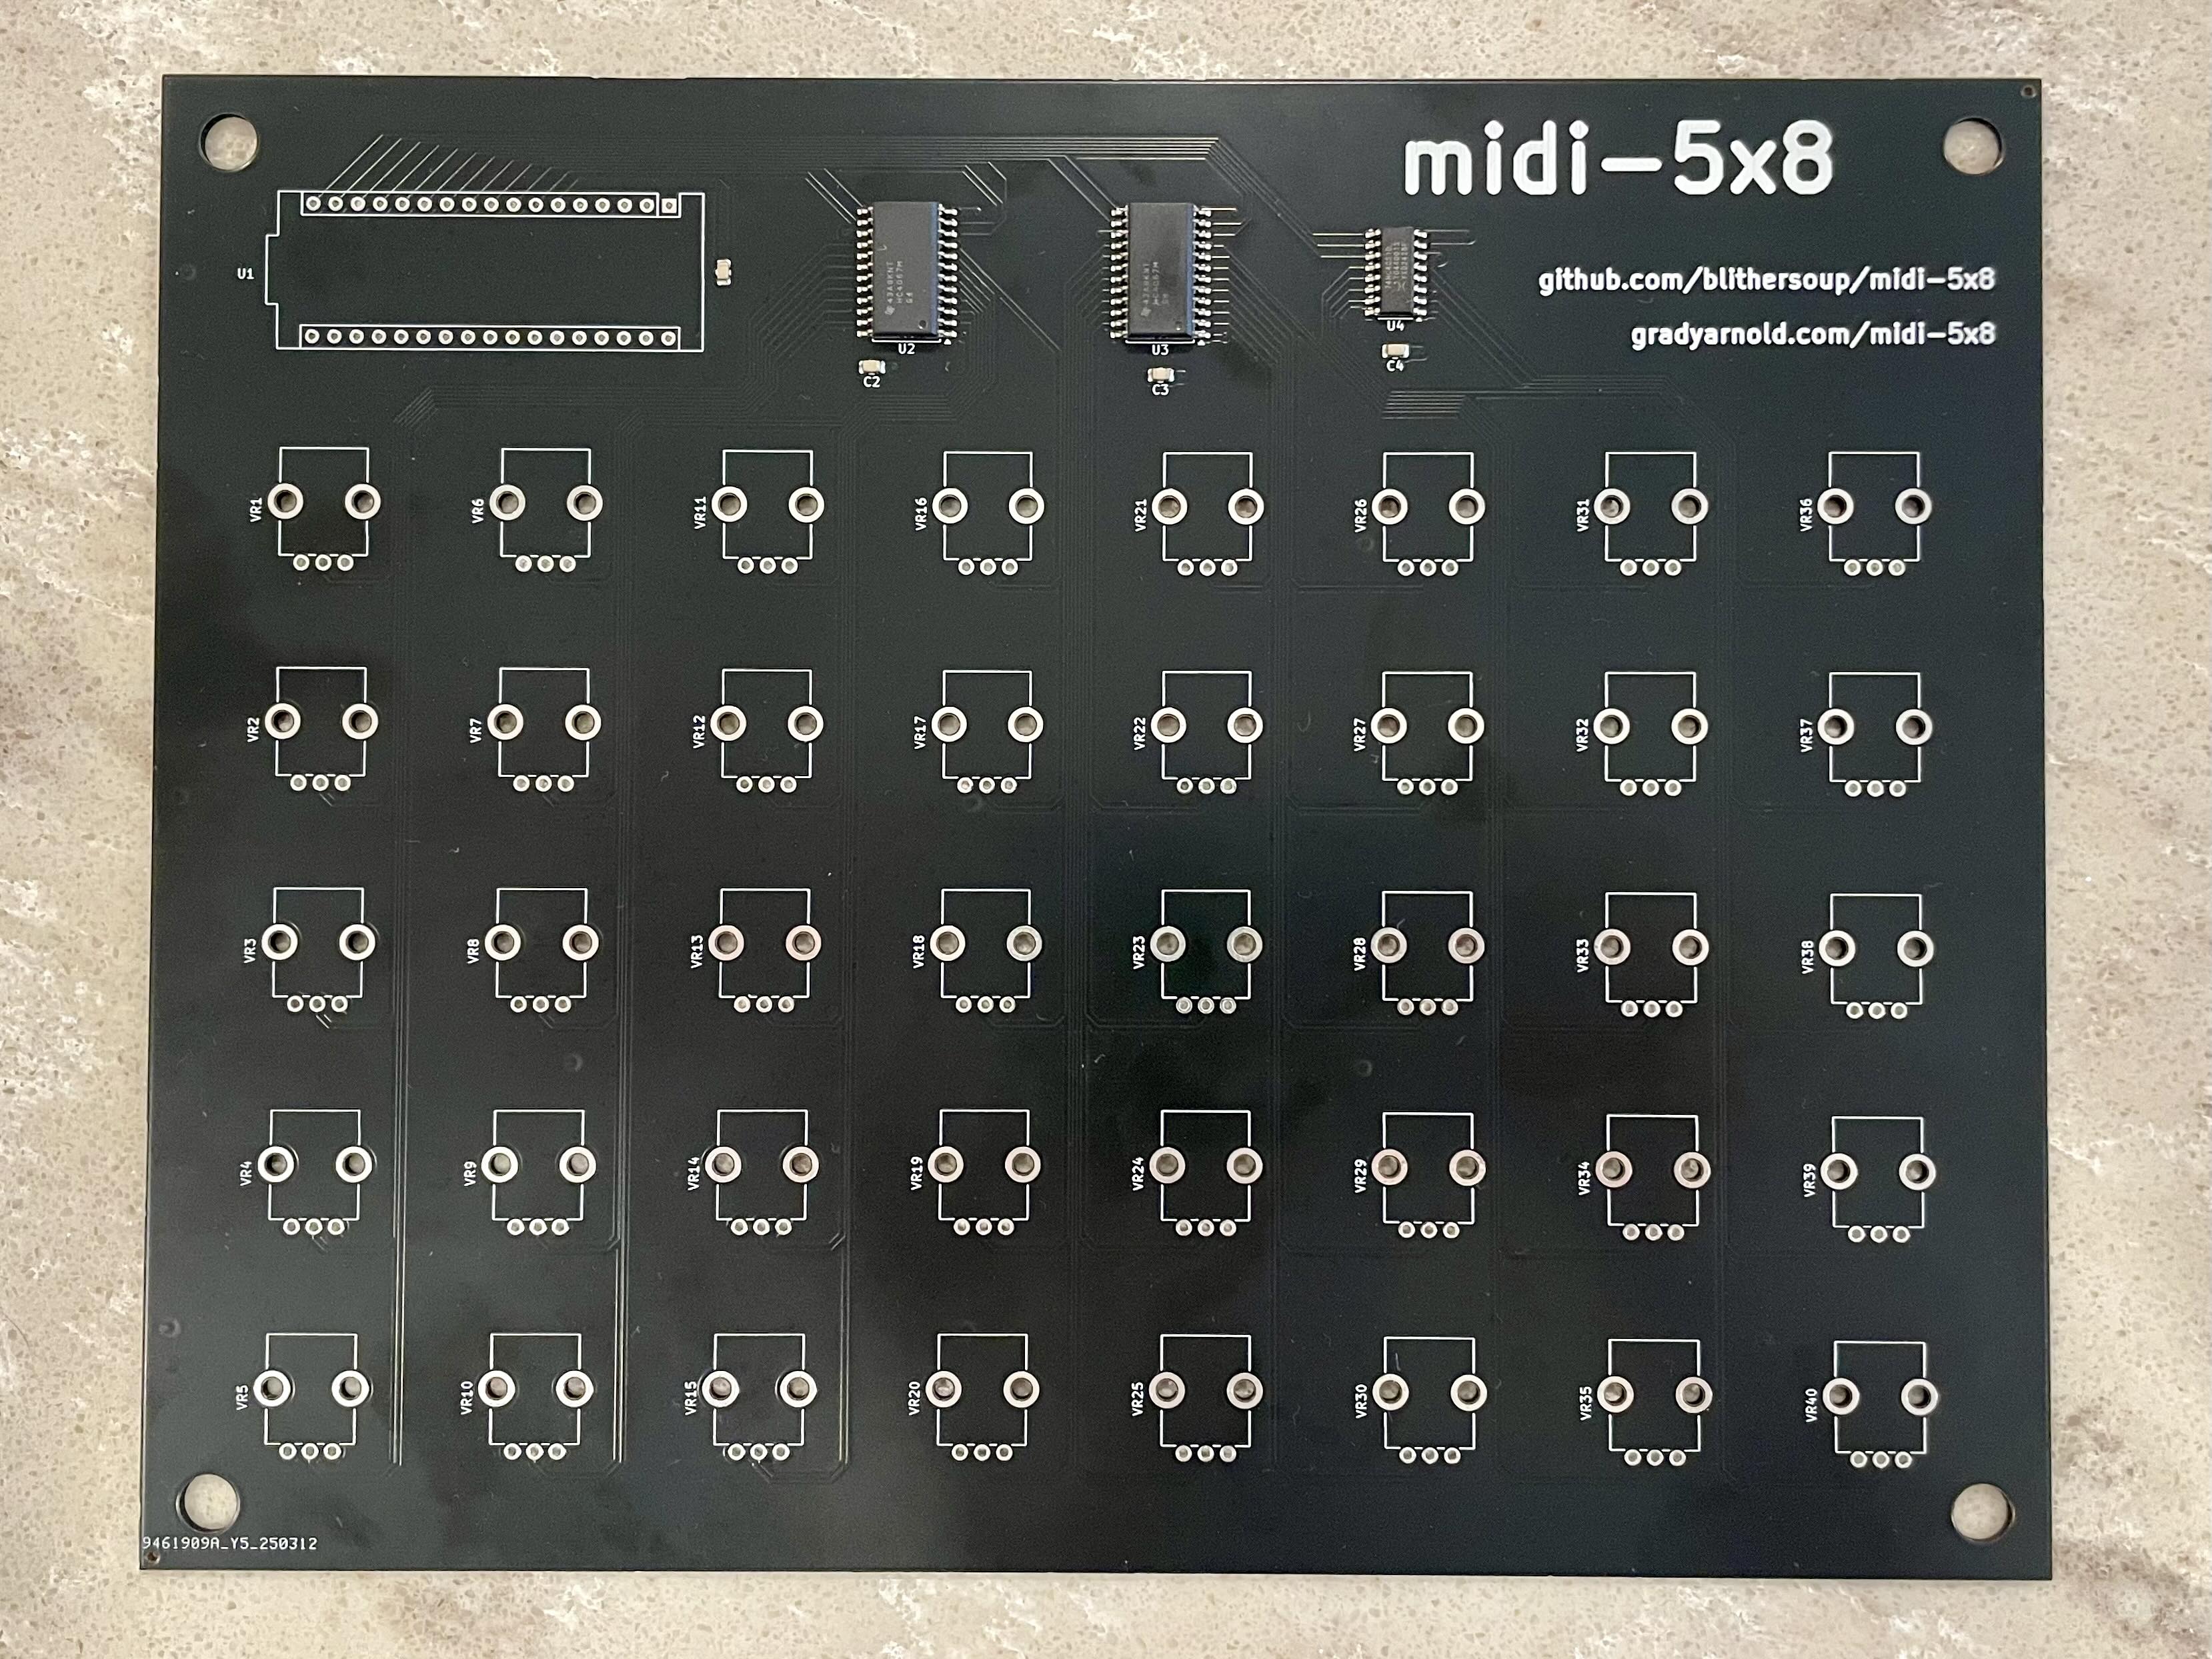 midi-5x8
github.com/blithersoup/midi-5x8
gradyarnold.com/midi-5x8
U1
U2
U3
U4
C2
C3
C4
HC4067M
VR1 VR6 VR11 VR16 VR21 VR26 VR31 VR36
VR2 VR7 VR12 VR17 VR22 VR27 VR32 VR37
VR3 VR8 VR13 VR18 VR23 VR28 VR33 VR38
VR4 VR9 VR14 VR19 VR24 VR29 VR34 VR39
VR5 VR10 VR15 VR20 VR25 VR30 VR35 VR40
9461909A_Y5_250312